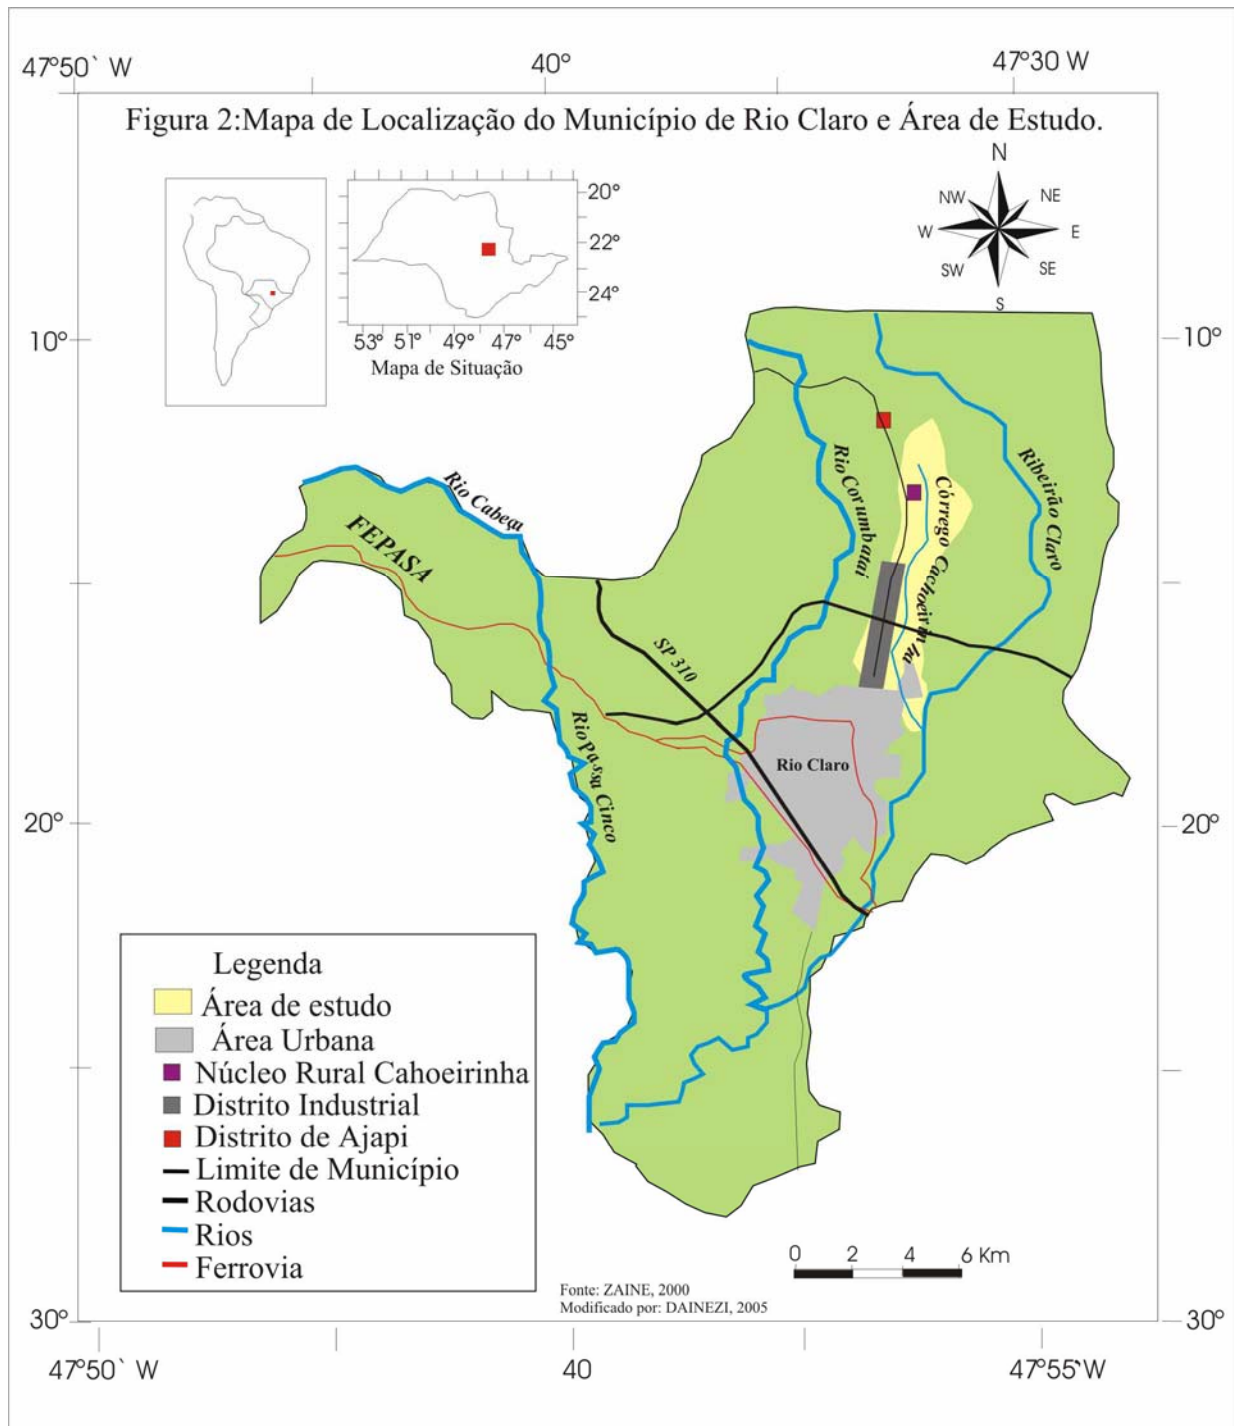 47°50` W
40°
47°30 W
Figura 2:Mapa de Localização do Município de Rio Claro e Área de Estudo.
N
NW
NE
W
E
SW
SE
S
20°
22°
24°
53°
51°
49°
47°
45°
Mapa de Situação
10°
10°
Rio Cabeça
FEPASA
Rio Corumbatai
Córrego Cachoeirinha
Ribeirão Claro
SP 310
Rio Passa Cinco
Rio Claro
20°
20°
Legenda
Área de estudo
Área Urbana
Núcleo Rural Cahoeirinha
Distrito Industrial
Distrito de Ajapi
Limite de Município
Rodovias
Rios
Ferrovia
0 2 4 6 Km
Fonte: ZAINE, 2000
Modificado por: DAINEZI, 2005
30°
30°
47°50` W
40
47°55'W